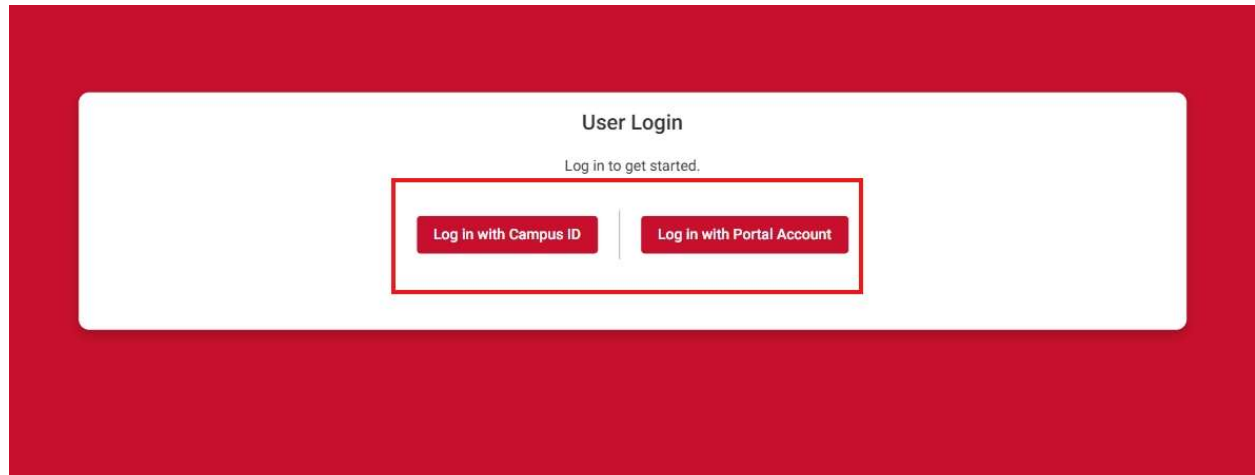 User Login
Log in to get started.
Log in with Campus ID
Log in with Portal Account